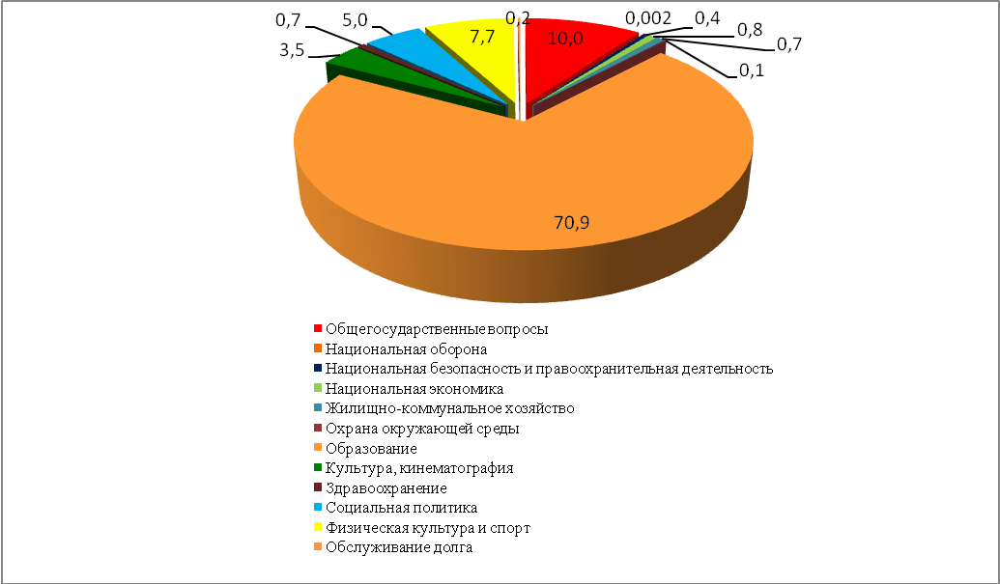 0,7
5,0
0,2
0,002
0,4
0,8
3,5
7,7
10,0
0,7
0,1
70,9
Общегосударственные вопросы
Национальная оборона
Национальная безопасность и правоохранительная деятельность
Национальная экономика
Жилищно-коммунальное хозяйство
Охрана окружающей среды
Образование
Культура, кинематография
Здравоохранение
Социальная политика
Физическая культура и спорт
Обслуживание долга